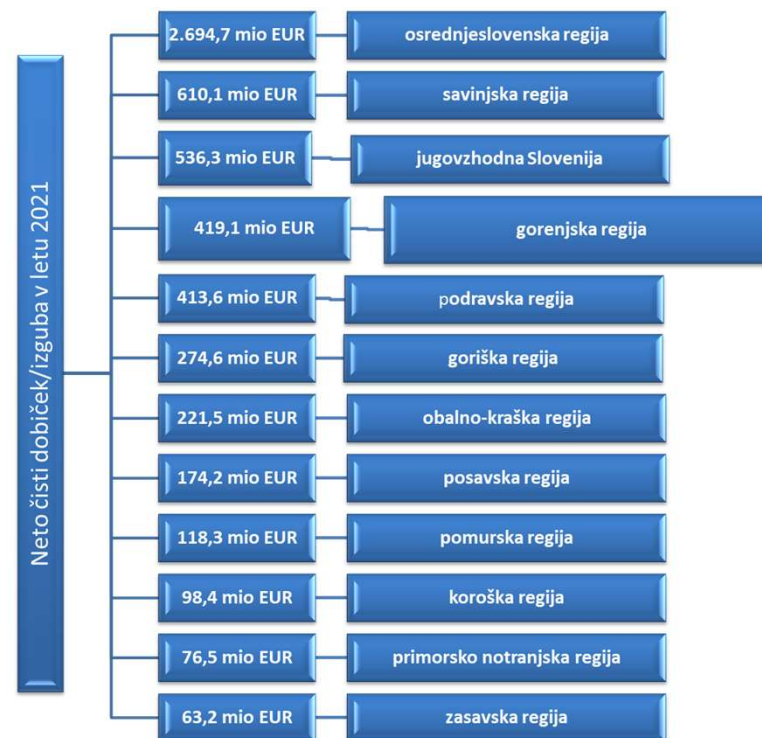 Neto čisti dobiček/izguba v letu 2021
2.694,7 mio EUR osrednjeslovenska regija
610,1 mio EUR savinjska regija
536,3 mio EUR jugovzhodna Slovenija
419,1 mio EUR gorenjska regija
413,6 mio EUR podravska regija
274,6 mio EUR goriška regija
221,5 mio EUR obalno-kraška regija
174,2 mio EUR posavska regija
118,3 mio EUR pomurska regija
98,4 mio EUR koroška regija
76,5 mio EUR primorsko notranjska regija
63,2 mio EUR zasavska regija